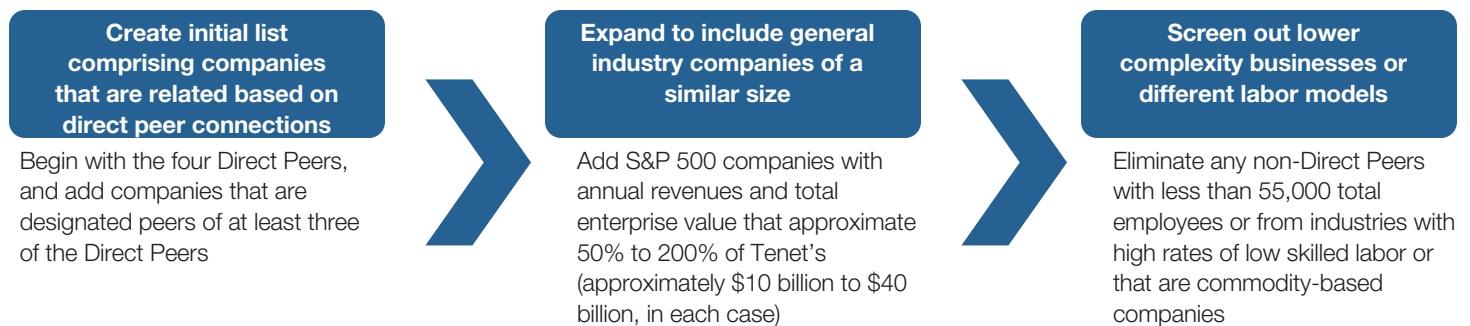 Create initial list
comprising companies
that are related based on
direct peer connections
Begin with the four Direct Peers,
and add companies that are
designated peers of at least three
of the Direct Peers
Expand to include general
industry companies of a
similar size
Add S&P 500 companies with
annual revenues and total
enterprise value that approximate
50% to 200% of Tenet’s
(approximately $10 billion to $40
billion, in each case)
Screen out lower
complexity businesses or
different labor models
Eliminate any non-Direct Peers
with less than 55,000 total
employees or from industries with
high rates of low skilled labor or
that are commodity-based
companies